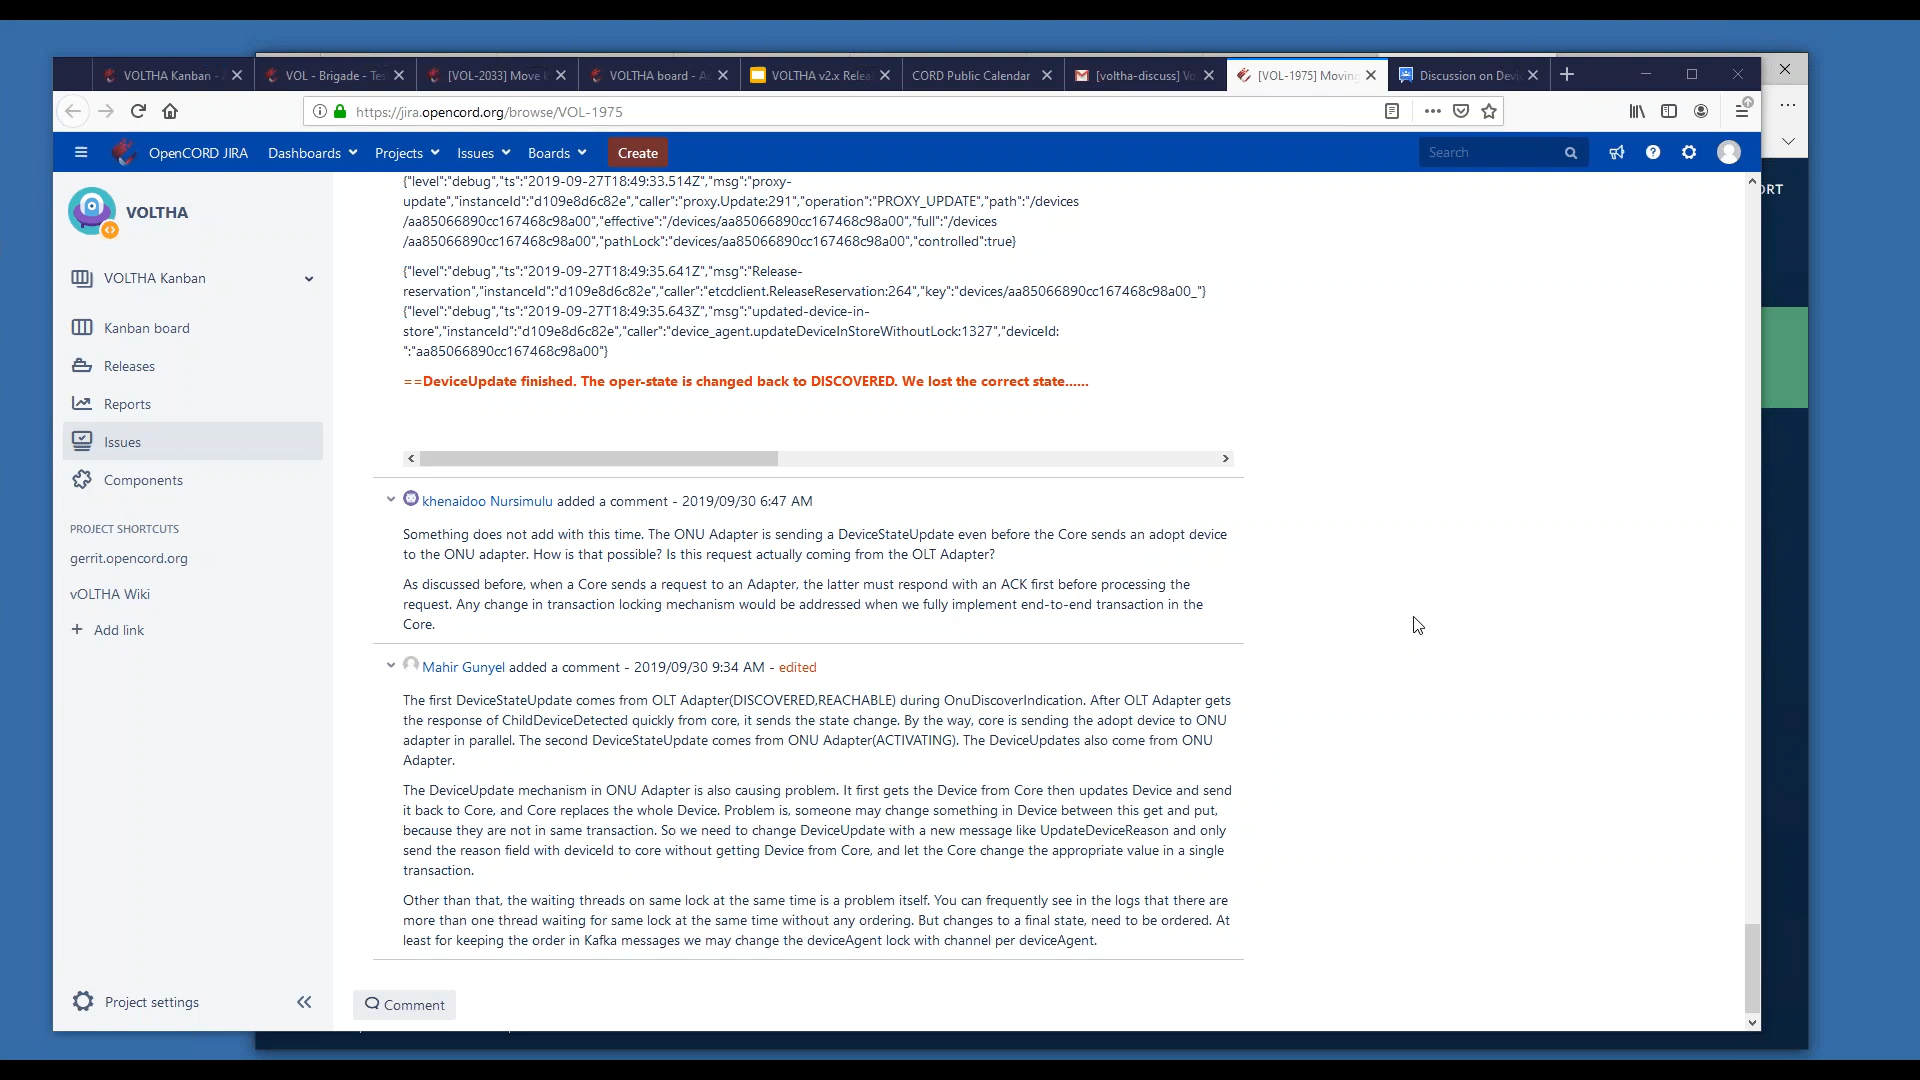 VOLTHA Kanban -
VOL - Brigade - Tes
[VOL-2033] Move
VOLTHA board - A
VOLTHA v2.x Relea
CORD Public Calendar
[voltha-discuss] Vo
[VOL-1975] Moving
Discussion on Devi
https://jira.opencord.org/browse/VOL-1975
OpenCORD JIRA
Dashboards
Projects
Issues
Boards
Create
Search
ORT
VOLTHA
VOLTHA Kanban
Kanban board
Releases
Reports
Issues
Components
PROJECT SHORTCUTS
gerrit.opencord.org
vOLTHA Wiki
+ Add link
Project settings
{"level":"debug","ts":"2019-09-27T18:49:33.514Z","msg":"proxy-
update","instanceId":"d109e8d6c82e","caller":"proxy.Update:291","operation":"PROXY_UPDATE","path":"/devices
/aa85066890cc167468c98a00","effective":"/devices/aa85066890cc167468c98a00","full":"/devices
/aa85066890cc167468c98a00","pathLock":"devices/aa85066890cc167468c98a00","controlled":true}
{"level":"debug","ts":"2019-09-27T18:49:35.641Z","msg":"Release-
reservation","instanceId":"d109e8d6c82e","caller":"etcdclient.ReleaseReservation:264","key":"devices/aa85066890cc167468c98a00_"}
{"level":"debug","ts":"2019-09-27T18:49:35.643Z","msg":"updated-device-in-
store","instanceId":"d109e8d6c82e","caller":"device_agent.updateDeviceInStoreWithoutLock:1327","deviceId:
":"aa85066890cc167468c98a00"}
==DeviceUpdate finished. The oper-state is changed back to DISCOVERED. We lost the correct state......
khenaidoo Nursimulu added a comment - 2019/09/30 6:47 AM
Something does not add with this time. The ONU Adapter is sending a DeviceStateUpdate even before the Core sends an adopt device
to the ONU adapter. How is that possible? Is this request actually coming from the OLT Adapter?
As discussed before, when a Core sends a request to an Adapter, the latter must respond with an ACK first before processing the
request. Any change in transaction locking mechanism would be addressed when we fully implement end-to-end transaction in the
Core.
Mahir Gunyel added a comment - 2019/09/30 9:34 AM - edited
The first DeviceStateUpdate comes from OLT Adapter(DISCOVERED,REACHABLE) during OnuDiscoverIndication. After OLT Adapter gets
the response of ChildDeviceDetected quickly from core, it sends the state change. By the way, core is sending the adopt device to ONU
adapter in parallel. The second DeviceStateUpdate comes from ONU Adapter(ACTIVATING). The DeviceUpdates also come from ONU
Adapter.
The DeviceUpdate mechanism in ONU Adapter is also causing problem. It first gets the Device from Core then updates Device and send
it back to Core, and Core replaces the whole Device. Problem is, someone may change something in Device between this get and put,
because they are not in same transaction. So we need to change DeviceUpdate with a new message like UpdateDeviceReason and only
send the reason field with deviceId to core without getting Device from Core, and let the Core change the appropriate value in a single
transaction.
Other than that, the waiting threads on same lock at the same time is a problem itself. You can frequently see in the logs that there are
more than one thread waiting for same lock at the same time without any ordering. But changes to a final state, need to be ordered. At
least for keeping the order in Kafka messages we may change the deviceAgent lock with channel per deviceAgent.
Comment